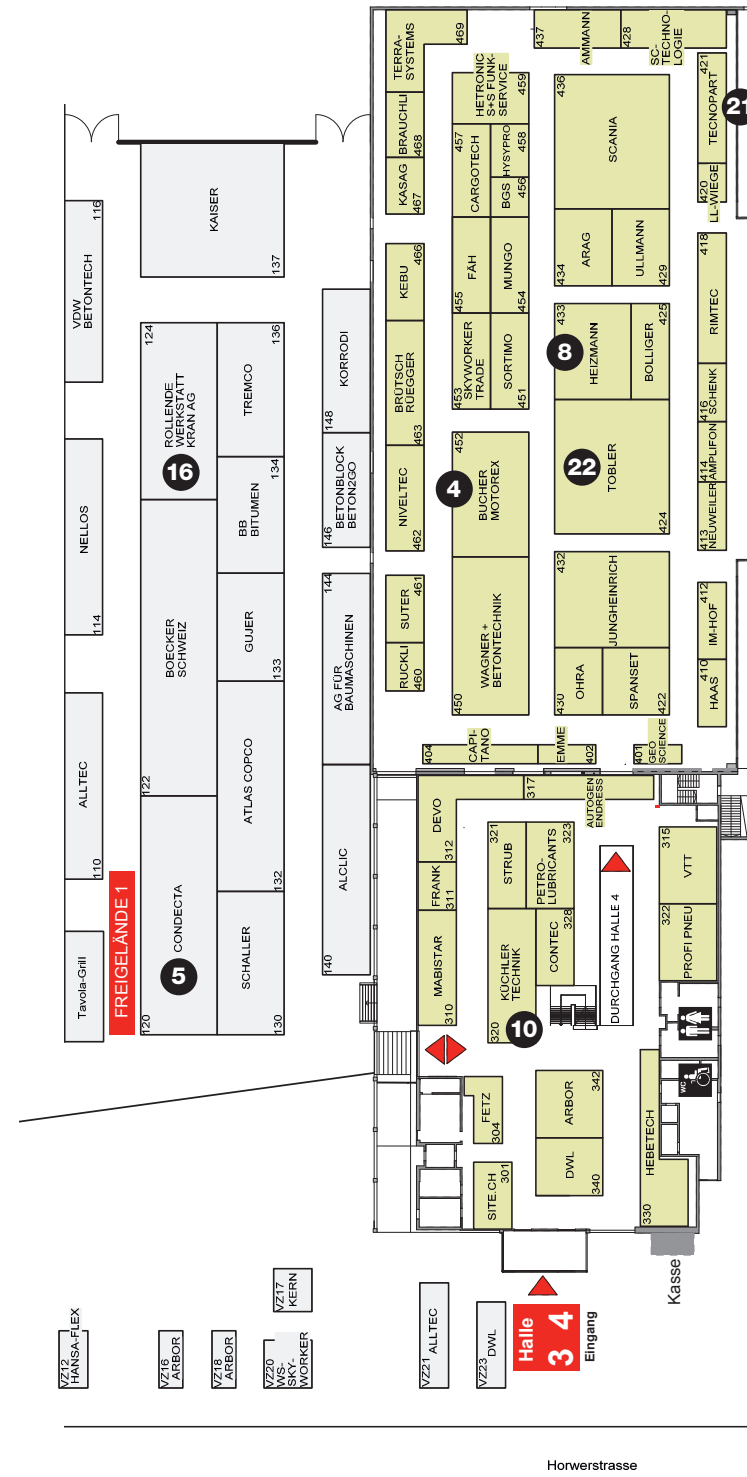 TERRA-
SYSTEMS
469
437
AMMANN
428
SC-
TECHNO-
LOGIE
BRAUCHLI
468
KASAG
467
HETRONIC
S+S FUNK-
SERVICE
459
457
CARGOTECH
HYSYPRO
458
BGS
456
436
SCANIA
421
TECNOPART
21
420
LL-WIEGE
116
VDW
BETONTECH
KAISER
137
KEBU
466
FÄH
455
MUNGO
454
434
ARAG
ULLMANN
429
418
RIMTEC
124
ROLLENDE
WERKSTATT
KRAN AG
16
136
TREMCO
KORRODI
148
BRÜTSCH
RÜEGGER
463
SKYWORKER
TRADE
453
SORTIMO
451
433
HEIZMANN
8
425
BOLLIGER
416
SCHENK
414
AMPLIFON
413
NEUWEILER
NELLOS
114
134
BB
BITUMEN
BETONBLOCK
BETON2GO
146
NIVELTEC
462
452
BUCHER
MOTOREX
4
22
TOBLER
424
BOECKER
SCHWEIZ
122
GUJER
133
144
AG FÜR
BAUMASCHINEN
SUTER
461
RUCKLI
460
WAGNER +
BETONTECHNIK
450
432
JUNGHEINRICH
OHRA
430
SPANSET
422
412
IM-HOF
410
HAAS
ALLTEC
110
ATLAS COPCO
132
ALCLIC
140
404
CAPI-
TANO
EMME
402
401
GEO
SCIENCE
317
AUTOGEN
ENDRESS
DEVO
312
FRANK
311
MABISTAR
310
321
STRUB
323
PETRO-
LUBRICANTS
328
CONTEC
KÜCHLER
TECHNIK
320
10
DURCHGANG HALLE 4
315
VTT
322
PROFI PNEU
Tavola-Grill
FREIGELÄNDE 1
CONDECTA
5
120
SCHALLER
130
WC
FETZ
304
342
ARBOR
DWL
340
SITE.CH
301
HEBETECH
330
Kasse
VZ12
HANSA-FLEX
VZ16
ARBOR
VZ18
ARBOR
VZ17
KERN
VZ20
WS-
SKY-
WORKER
VZ21 ALLTEC
VZ23 DWL
Halle
3 4
Eingang
Horwerstrasse